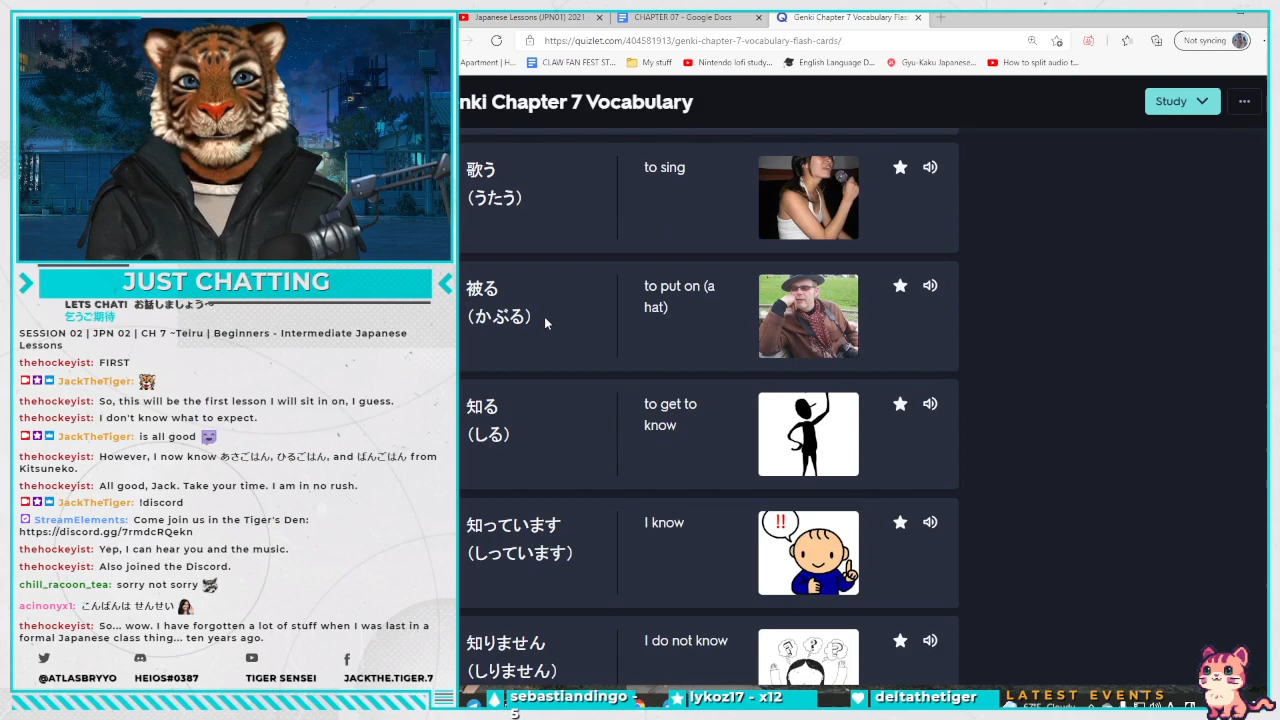 JUST CHATTING
LETS CHAT! お話しましょう〜
乞うご期待
SESSION 02 | JPN 02 | CH 7 ~Teiru | Beginners - Intermediate Japanese
Lessons
thehockeyist: FIRST
JackTheTiger:
thehockeyist: So, this will be the first lesson I will sit in on, I guess.
thehockeyist: I don't know what to expect.
JackTheTiger: is all good
thehockeyist: However, I now know あさごはん, ひるごはん, and ばんごはん from
Kitsuneko.
thehockeyist: All good, Jack. Take your time. I am in no rush.
JackTheTiger: !discord
StreamElements: Come join us in the Tiger's Den:
https://discord.gg/7rmdcRQekn
thehockeyist: Yep, I can hear you and the music.
thehockeyist: Also joined the Discord.
chill_racoon_tea: sorry not sorry
acinonyx1: こんばんは せんせい
thehockeyist: So... wow. I have forgotten a lot of stuff when I was last in a
formal Japanese class thing... ten years ago.
@ATLASBRYYO HEIOS#0387 TIGER SENSEI JACKTHE.TIGER.7
Japanese Lessons (JPN01) 2021 CHAPTER 07 - Google Docs Genki Chapter 7 Vocabulary Flas
https://quizlet.com/404581913/genki-chapter-7-vocabulary-flash-cards/
Not syncing
Apartment | H... CLAW FAN FEST ST... My stuff Nintendo lofi study... English Language D... Gyu-Kaku Japanese... How to split audio t...
nki Chapter 7 Vocabulary
Study
歌う
(うたう)
to sing
被る
(かぶる)
to put on (a
hat)
知る
(しる)
to get to
know
知っています
(しっています)
I know
!!
知りません
(しりません)
I do not know
? ? ?
sebastiandingo -
5
lynz17 - x12
deltathetiger
LATEST EVENTS
57°F Cloudy